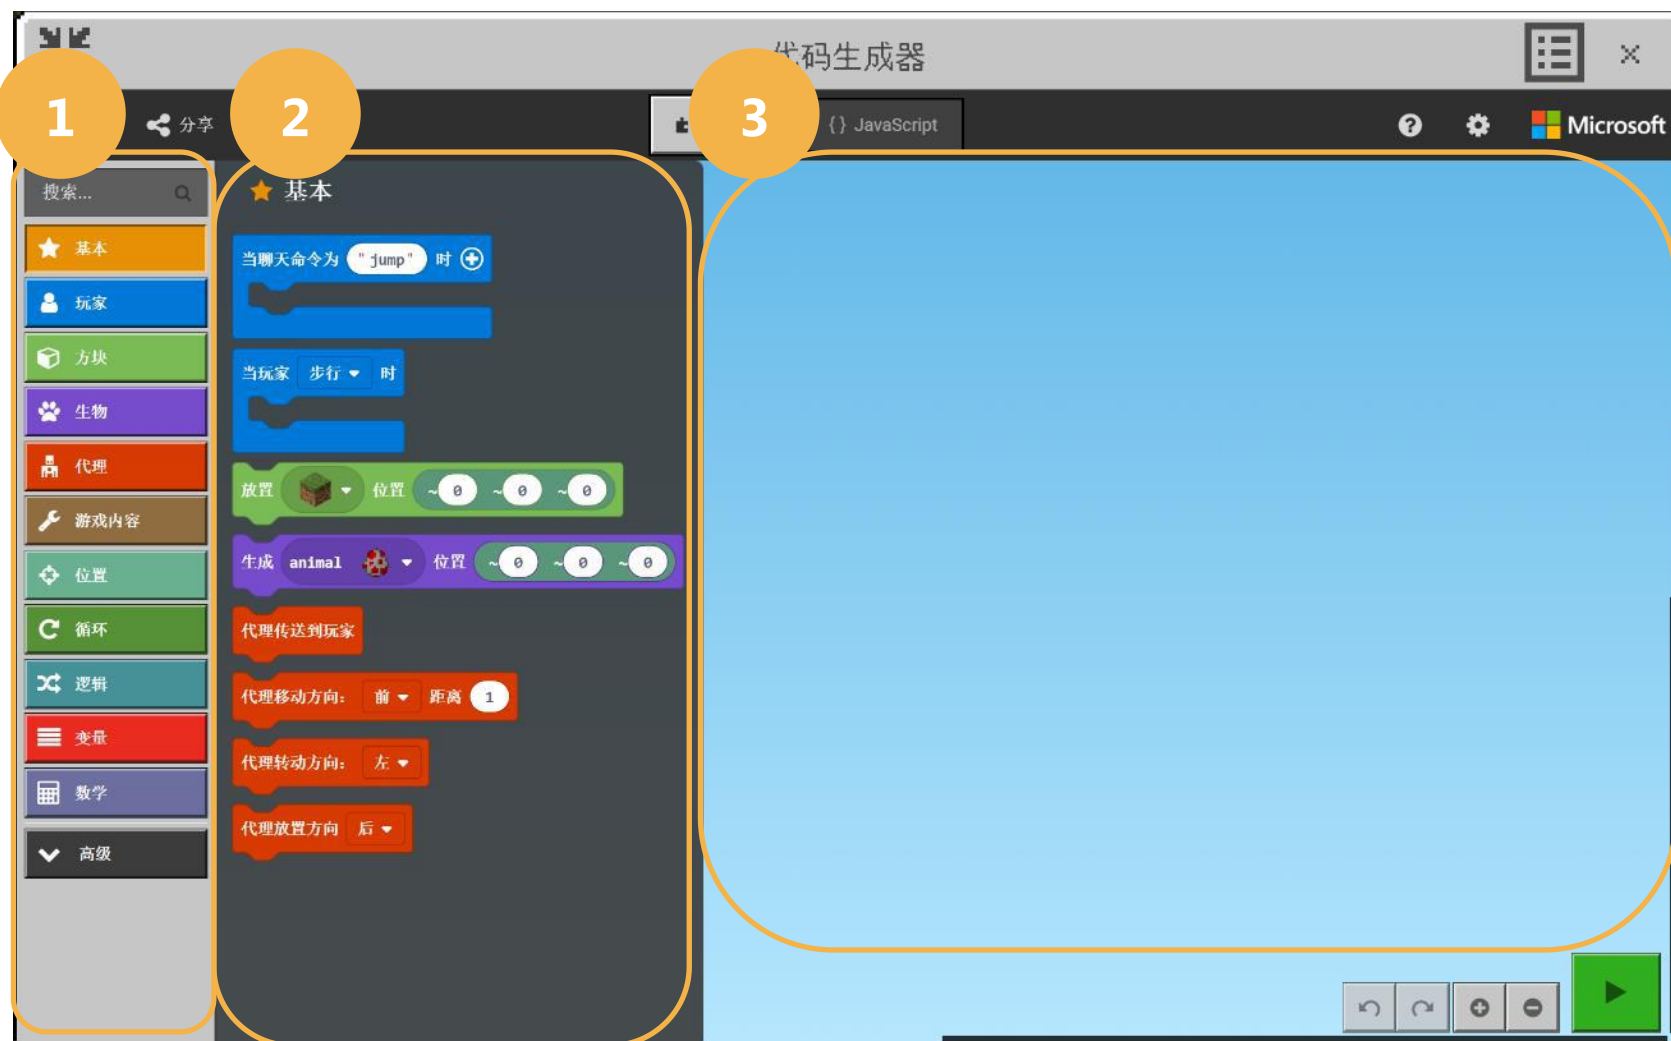 代码生成器
1
分享
2
3
{} JavaScript
Microsoft
搜索...
基本
玩家
方块
生物
代理
游戏内容
位置
循环
逻辑
变量
数学
高级
基本
当聊天命令为 "jump" 时
当玩家 步行 时
放置 位置 ~0 ~0 ~0
生成 animal 位置 ~0 ~0 ~0
代理传送到玩家
代理移动方向: 前 距离 1
代理转动方向: 左
代理放置方向 后